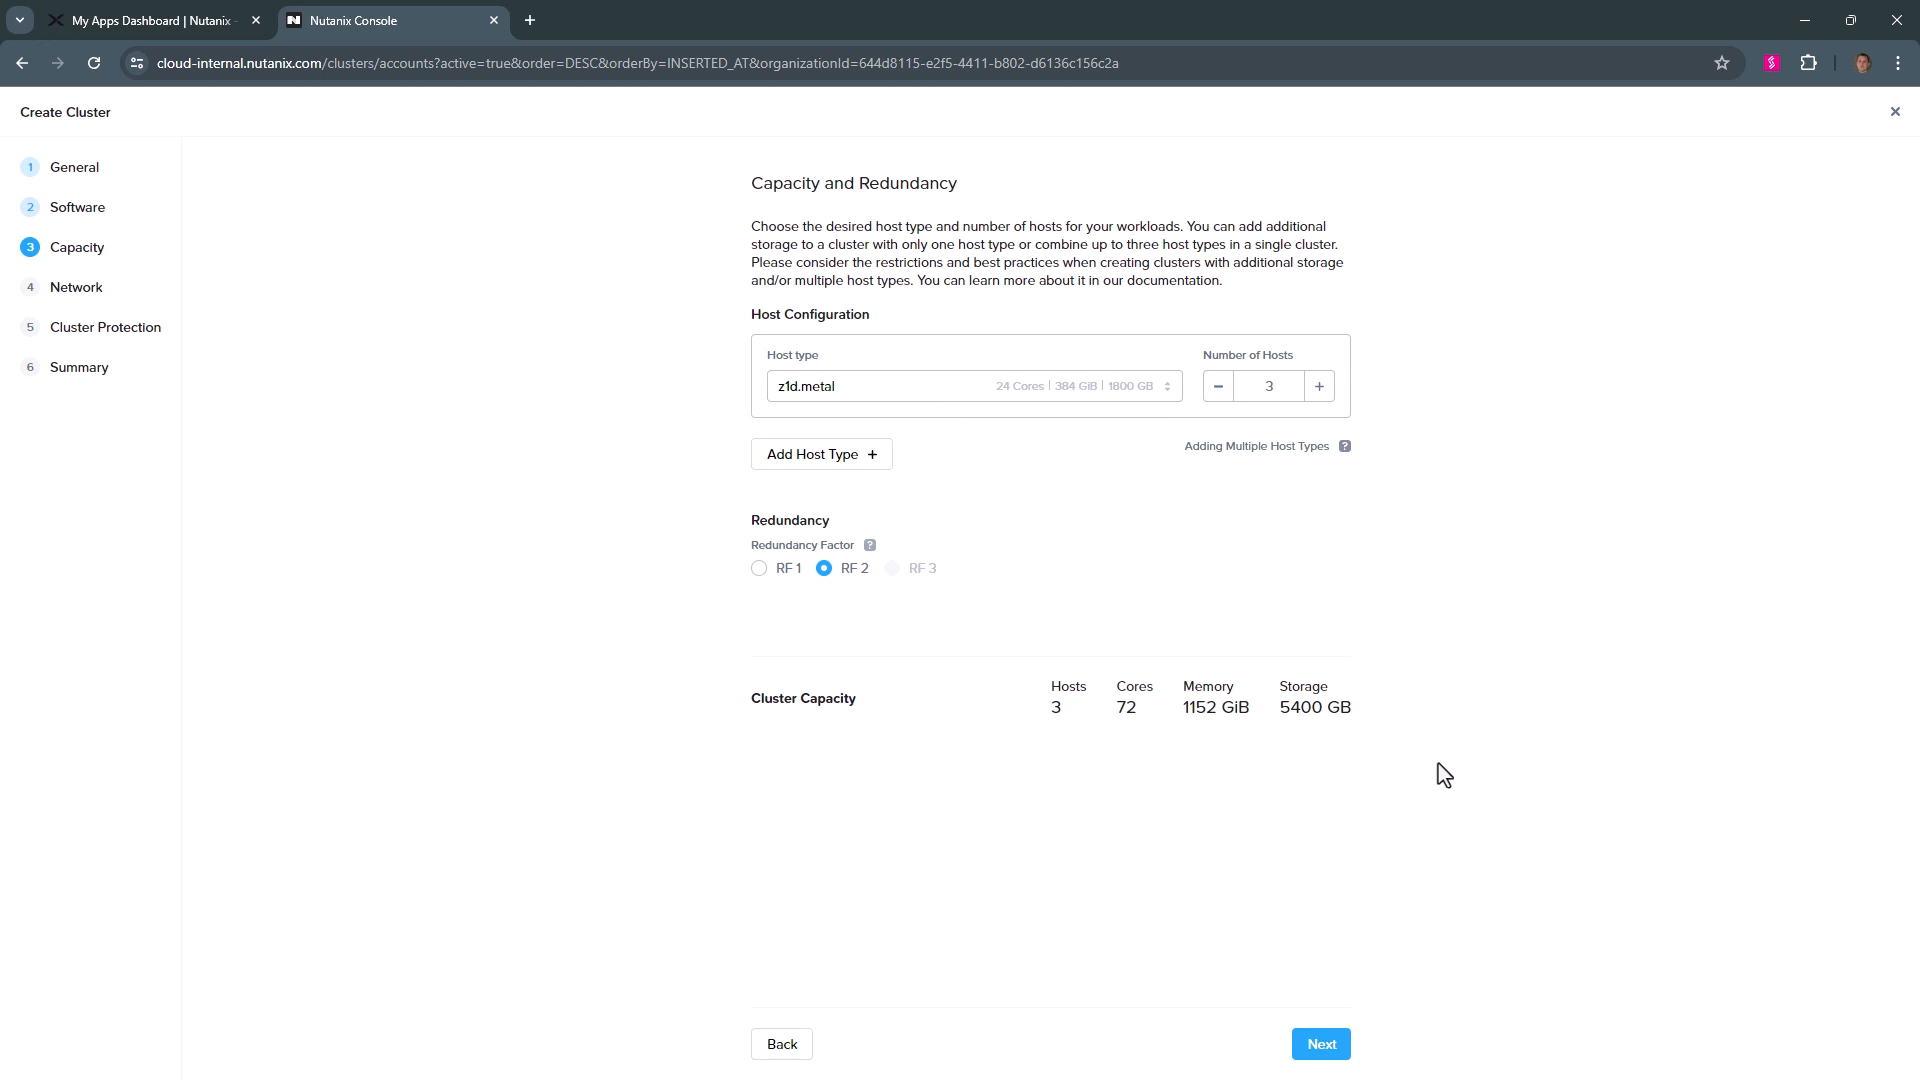 My Apps Dashboard | Nutanix
Nutanix Console
cloud-internal.nutanix.com/clusters/accounts?active=true&order=DESC&orderBy=INSERTED_AT&organizationId=644d8115-e2f5-4411-b802-d6136c156c2a
Create Cluster
1 General
2 Software
3 Capacity
4 Network
5 Cluster Protection
6 Summary
Capacity and Redundancy
Choose the desired host type and number of hosts for your workloads. You can add additional
storage to a cluster with only one host type or combine up to three host types in a single cluster.
Please consider the restrictions and best practices when creating clusters with additional storage
and/or multiple host types. You can learn more about it in our documentation.
Host Configuration
Host type
Number of Hosts
z1d.metal 24 Cores | 384 GiB | 1800 GB
− 3 +
Add Host Type +
Adding Multiple Host Types ?
Redundancy
Redundancy Factor ?
RF 1 RF 2 RF 3
Cluster Capacity
Hosts Cores Memory Storage
3 72 1152 GiB 5400 GB
Back
Next